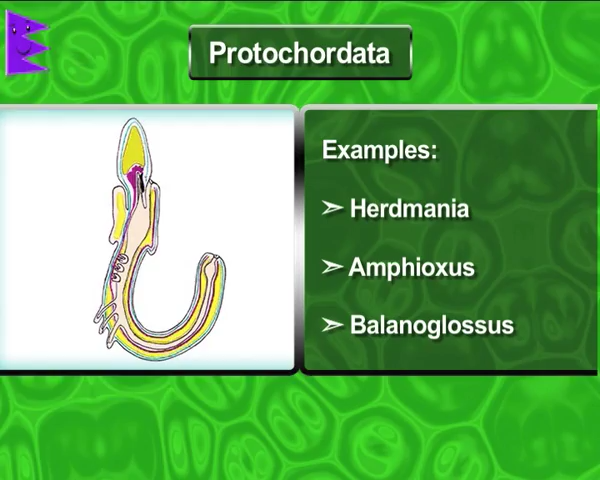 Protochordata
Examples:
➣ Herdmania
➣ Amphioxus
➣ Balanoglossus